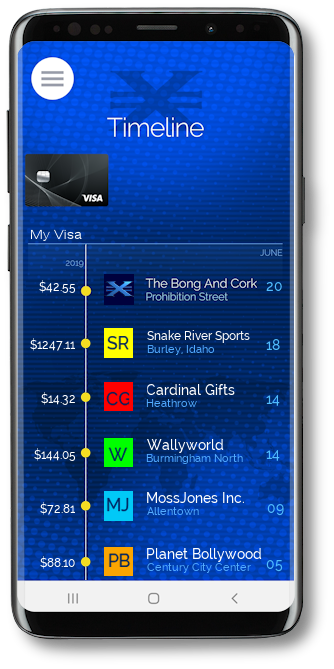 Timeline
VISA
My Visa
2019
JUNE
$42.55 The Bong And Cork 20
Prohibition Street
$1247.11 SR Snake River Sports 18
Burley, Idaho
$14.32 CG Cardinal Gifts 14
Heathrow
$144.05 W Wallyworld 14
Burmingham North
$72.81 MJ MossJones Inc. 09
Allentown
$88.10 PB Planet Bollywood 05
Century City Center